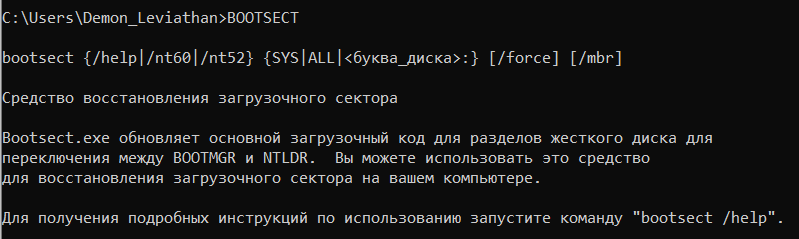 C:\Users\Demon_Leviathan>BOOTSECT
bootsect {/help|/nt60|/nt52} {SYS|ALL|<буква_диска>:} [/force] [/mbr]
Средство восстановления загрузочного сектора
Bootsect.exe обновляет основной загрузочный код для разделов жесткого диска для
переключения между BOOTMGR и NTLDR.  Вы можете использовать это средство
для восстановления загрузочного сектора на вашем компьютере.
Для получения подробных инструкций по использованию запустите команду "bootsect /help".